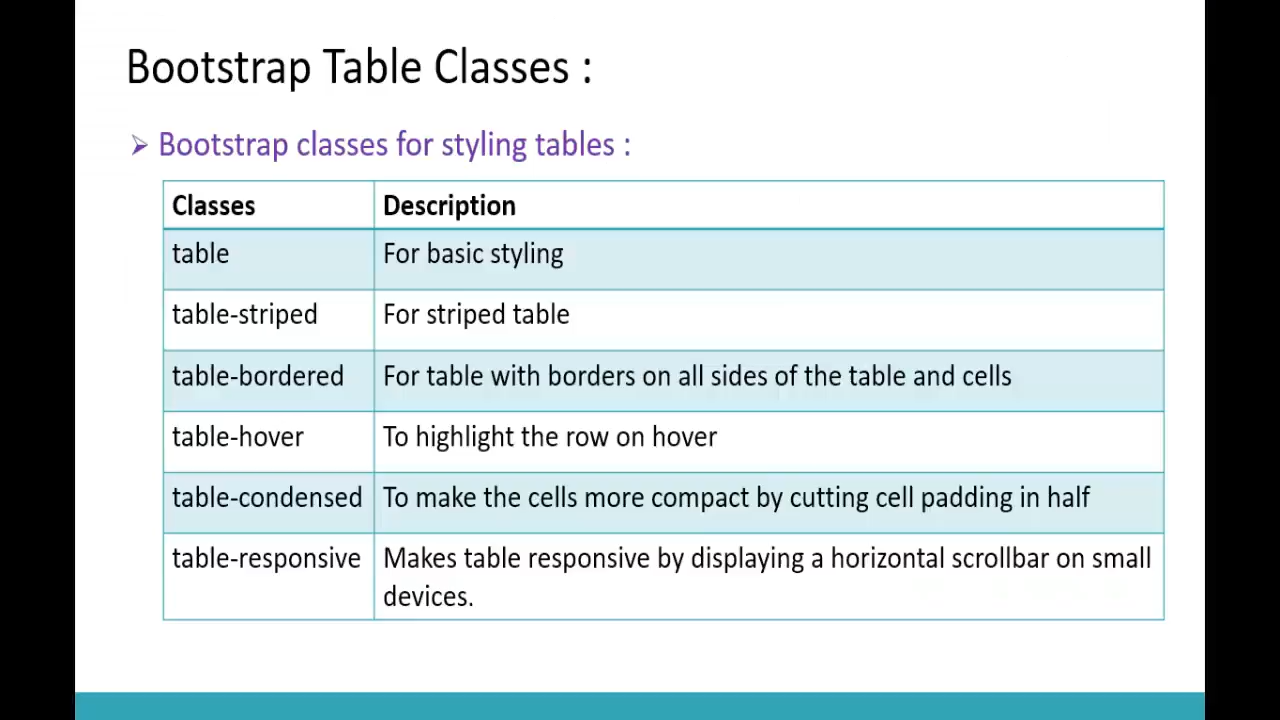 Bootstrap Table Classes :
Bootstrap classes for styling tables :
Classes Description
table For basic styling
table-striped For striped table
table-bordered For table with borders on all sides of the table and cells
table-hover To highlight the row on hover
table-condensed To make the cells more compact by cutting cell padding in half
table-responsive Makes table responsive by displaying a horizontal scrollbar on small
devices.